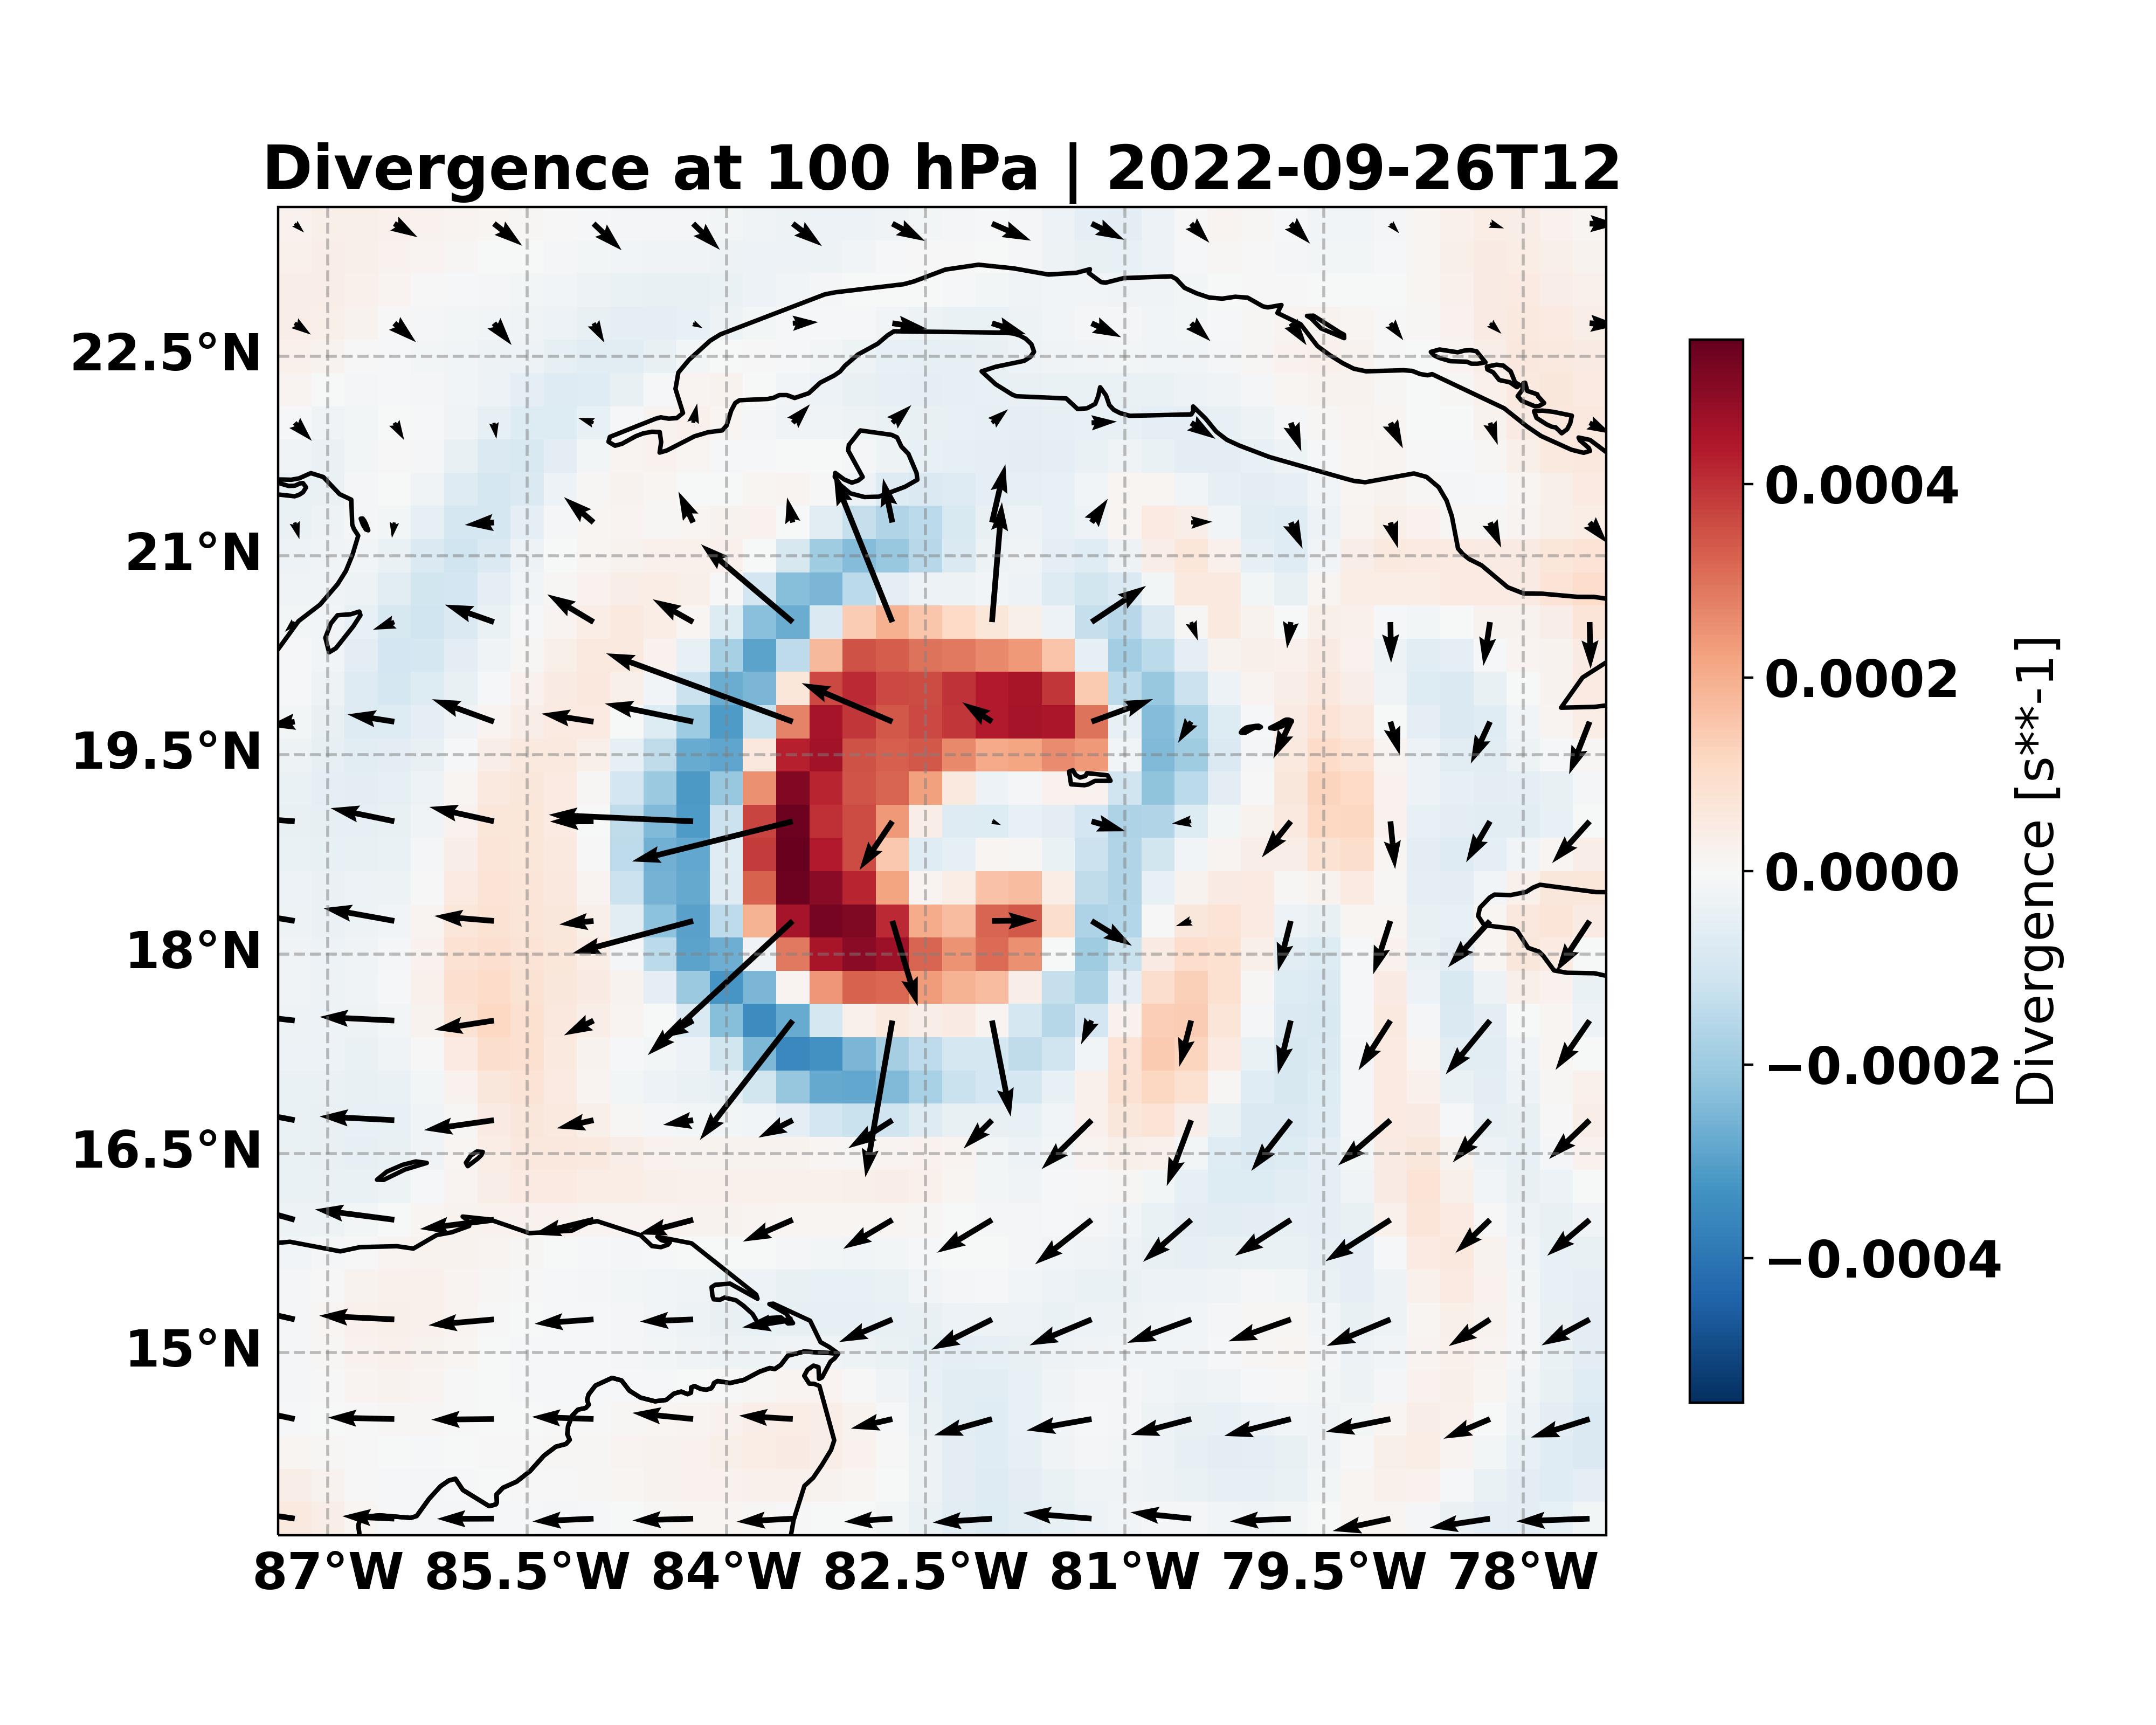 Divergence at 100 hPa | 2022-09-26T12
22.5°N
21°N
19.5°N
18°N
16.5°N
15°N
87°W 85.5°W 84°W 82.5°W 81°W 79.5°W 78°W
0.0004
0.0002
0.0000
−0.0002
−0.0004
Divergence [s**-1]